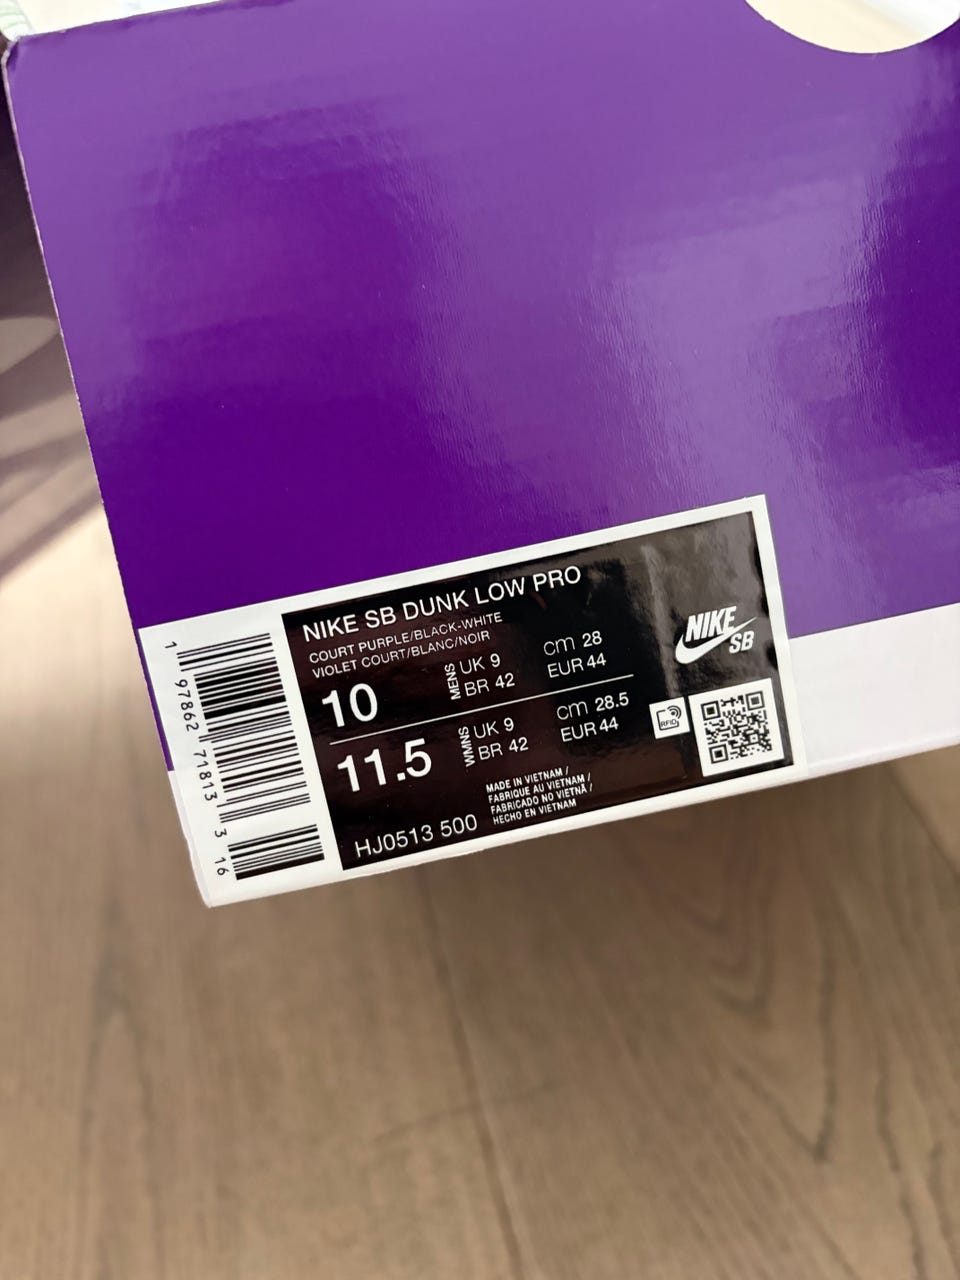 NIKE SB DUNK LOW PRO
COURT PURPLE/BLACK-WHITE
VIOLET COURT/BLANC/NOIR
10
MENS
UK 9
BR 42
cm 28
EUR 44
11.5
WMNS
UK 9
BR 42
cm 28.5
EUR 44
MADE IN VIETNAM /
FABRIQUE AU VIETNAM /
FABRICADO NO VIETNÃ /
HECHO EN VIETNAM
HJ0513 500
NIKE
SB
RFID
1 97862 71813 3 16